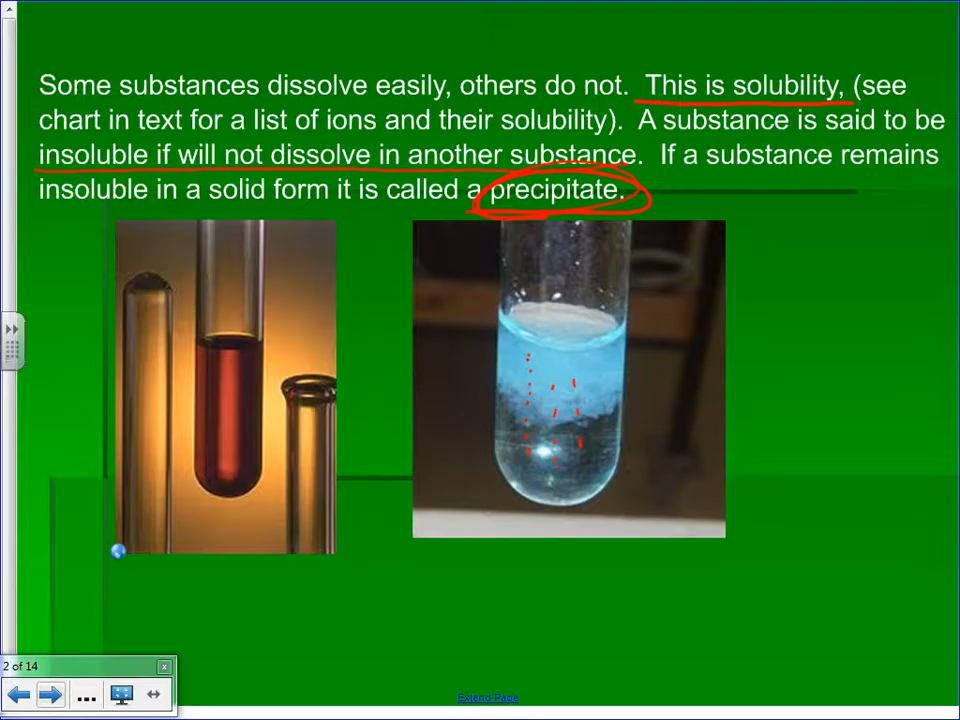 Some substances dissolve easily, others do not.  This is solubility, (see
chart in text for a list of ions and their solubility).  A substance is said to be
insoluble if will not dissolve in another substance.  If a substance remains
insoluble in a solid form it is called a precipitate.
2 of 14
Extend Page